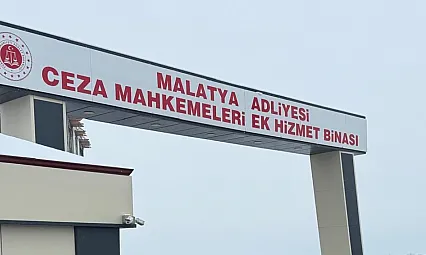 MALATYA ADLİYESİ
CEZA MAHKEMELERİ EK HİZMET BİNASI